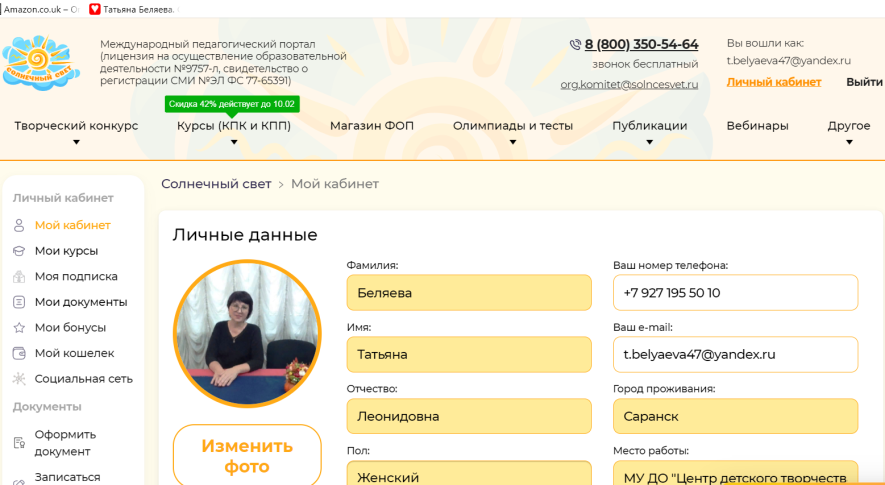 Amazon.co.uk – O
Татьяна Беляева.
СОЛНЕЧНЫЙ СВЕТ
Международный педагогический портал
(лицензия на осуществление образовательной
деятельности №9757-л, свидетельство о
регистрации СМИ №ЭЛ ФС 77-65391)
8 (800) 350-54-64
звонок бесплатный
org.komitet@solncesvet.ru
Вы вошли как:
t.belyaeva47@yandex.ru
Личный кабинет Выйти
Скидка 42% действует до 10.02
Творческий конкурс Курсы (КПК и КПП) Магазин ФОП Олимпиады и тесты Публикации Вебинары Другое
Солнечный свет > Мой кабинет
Личный кабинет
Мой кабинет
Мои курсы
Моя подписка
Мои документы
Мои бонусы
Мой кошелек
Социальная сеть
Документы
Оформить
документ
Записаться
Личные данные
Изменить
фото
Фамилия:
Беляева
Имя:
Татьяна
Отчество:
Леонидовна
Пол:
Женский
Ваш номер телефона:
+7 927 195 50 10
Ваш e-mail:
t.belyaeva47@yandex.ru
Город проживания:
Саранск
Место работы:
МУ ДО "Центр детского творчеств